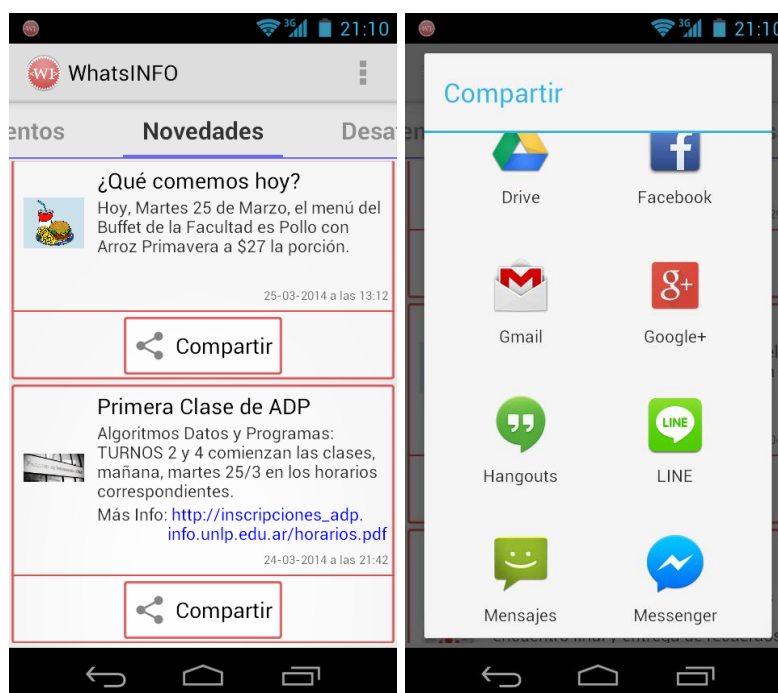 3G 21:10
WI WhatsINFO
entos Novedades Desa
¿Qué comemos hoy?
Hoy, Martes 25 de Marzo, el menú del
Buffet de la Facultad es Pollo con
Arroz Primavera a $27 la porción.
25-03-2014 a las 13:12
Compartir
Primera Clase de ADP
Algoritmos Datos y Programas:
TURNOS 2 y 4 comienzan las clases,
mañana, martes 25/3 en los horarios
correspondientes.
Más Info: http://inscripciones_adp.
info.unlp.edu.ar/horarios.pdf
24-03-2014 a las 21:42
Compartir
3G 21:10
Compartir
Drive Facebook
Gmail Google+
Hangouts LINE
Mensajes Messenger